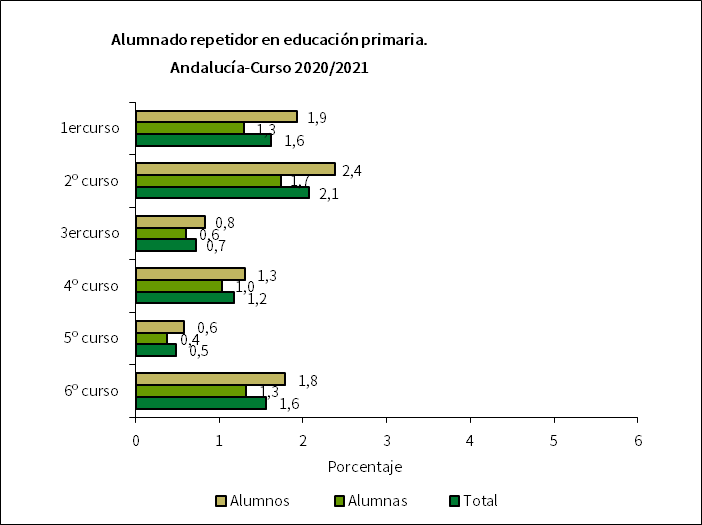 Alumnado repetidor en educación primaria.
Andalucía-Curso 2020/2021
1ercurso
1,9
1,3
1,6
2º curso
2,4
1,7
2,1
3ercurso
0,8
0,6
0,7
4º curso
1,3
1,0
1,2
5º curso
0,6
0,4
0,5
6º curso
1,8
1,3
1,6
0 1 2 3 4 5 6
Porcentaje
Alumnos Alumnas Total